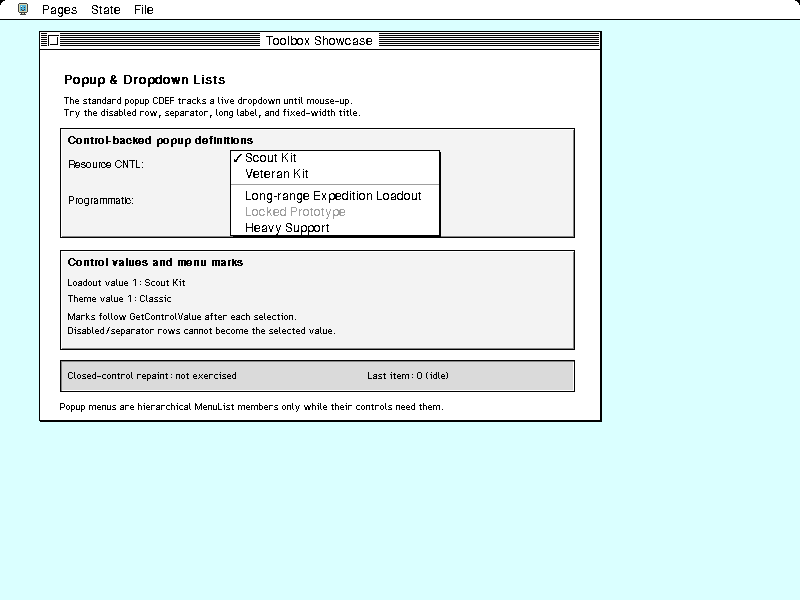 Pages State File
Toolbox Showcase
Popup & Dropdown Lists
The standard popup CDEF tracks a live dropdown until mouse-up.
Try the disabled row, separator, long label, and fixed-width title.
Control-backed popup definitions
Resource CNTL:
✓Scout Kit
Veteran Kit
Programmatic:
Long-range Expedition Loadout
Locked Prototype
Heavy Support
Control values and menu marks
Loadout value 1: Scout Kit
Theme value 1: Classic
Marks follow GetControlValue after each selection.
Disabled/separator rows cannot become the selected value.
Closed-control repaint: not exercised
Last item: 0 (idle)
Popup menus are hierarchical MenuList members only while their controls need them.